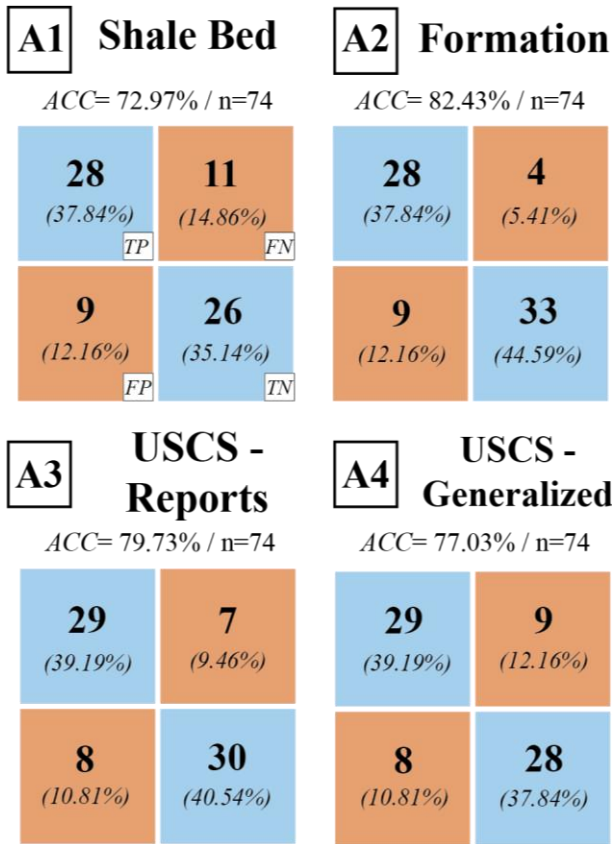 A1 Shale Bed
ACC= 72.97% / n=74
28 11
(37.84%) (14.86%)
TP FN
9 26
(12.16%) (35.14%)
FP TN
A2 Formation
ACC= 82.43% / n=74
28 4
(37.84%) (5.41%)
9 33
(12.16%) (44.59%)
A3 USCS -
Reports
ACC= 79.73% / n=74
29 7
(39.19%) (9.46%)
8 30
(10.81%) (40.54%)
A4 USCS -
Generalized
ACC= 77.03% / n=74
29 9
(39.19%) (12.16%)
8 28
(10.81%) (37.84%)